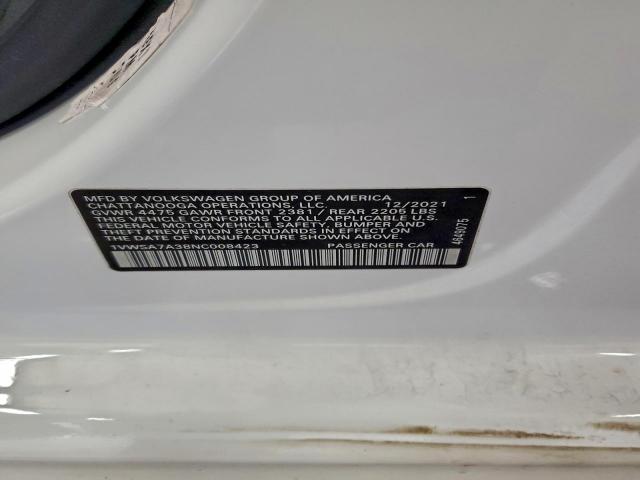 MFD BY VOLKSWAGEN GROUP OF AMERICA
CHATTANOOGA OPERATIONS, LLC. 12/2021
GVWR 4475 GAWR FRONT 2381 / REAR 2205 LBS
THIS VEHICLE CONFORMS TO ALL APPLICABLE U.S.
FEDERAL MOTOR VEHICLE SAFETY, BUMPER AND
THEFT PREVENTION STANDARDS IN EFFECT ON
THE DATE OF MANUFACTURE SHOWN ABOVE.
1VWSA7A38NC008423 PASSENGER CAR
4649075 1